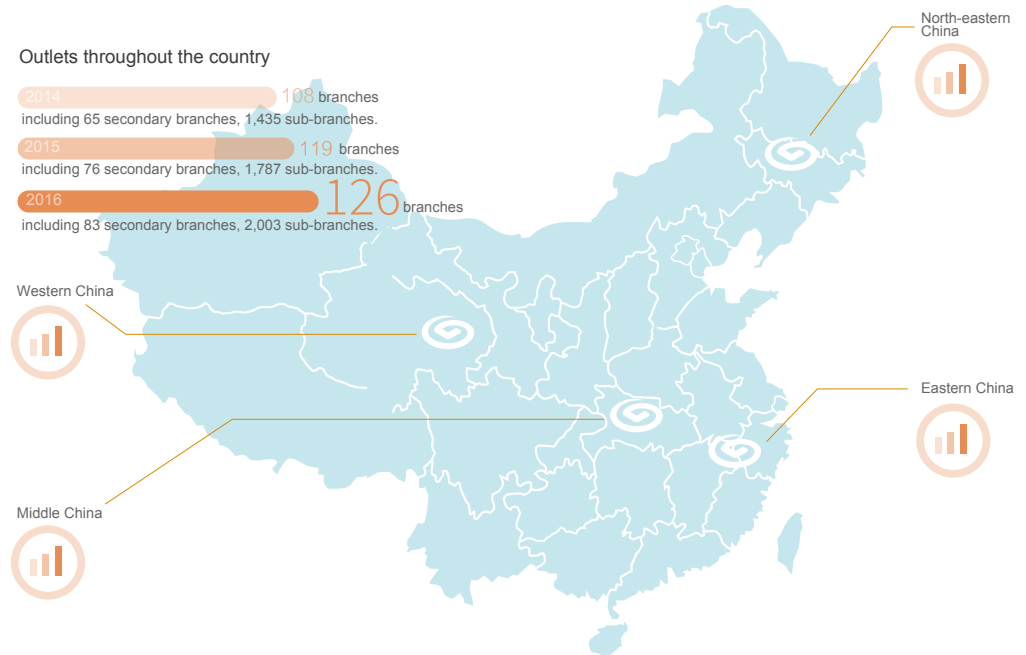 Outlets throughout the country
2014 108 branches
including 65 secondary branches, 1,435 sub-branches.
2015 119 branches
including 76 secondary branches, 1,787 sub-branches.
2016 126 branches
including 83 secondary branches, 2,003 sub-branches.
North-eastern
China
Western China
Eastern China
Middle China